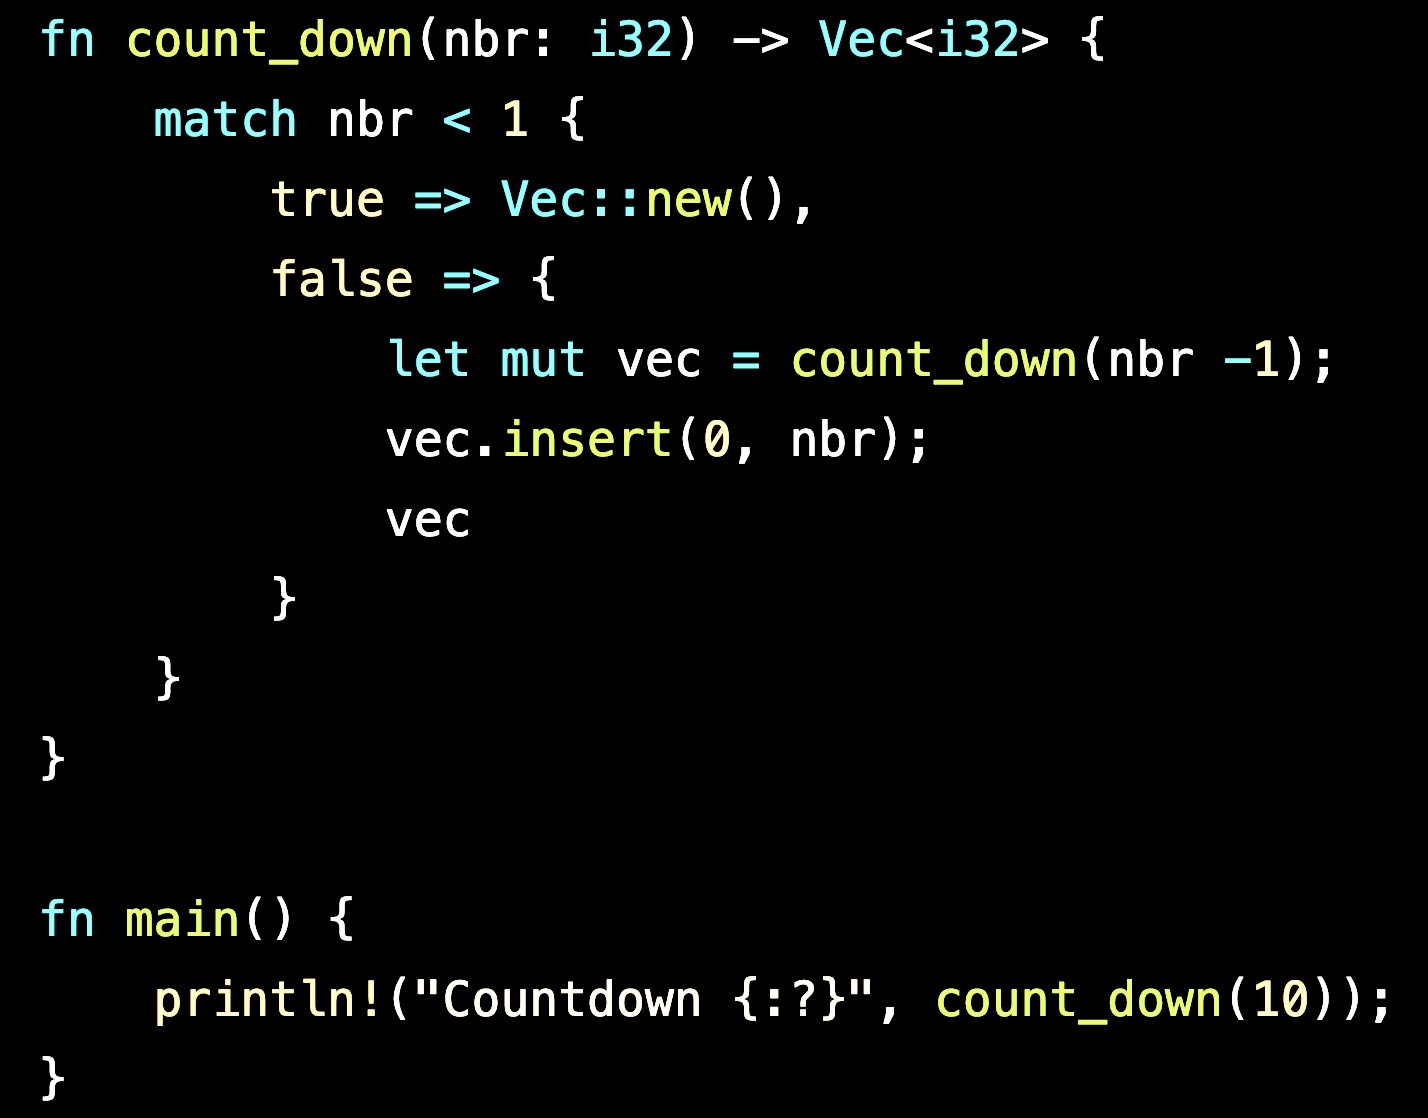 fn count_down(nbr: i32) -> Vec<i32> {
    match nbr < 1 {
        true => Vec::new(),
        false => {
            let mut vec = count_down(nbr -1);
            vec.insert(0, nbr);
            vec
        }
    }
}

fn main() {
    println!("Countdown {:?}", count_down(10));
}